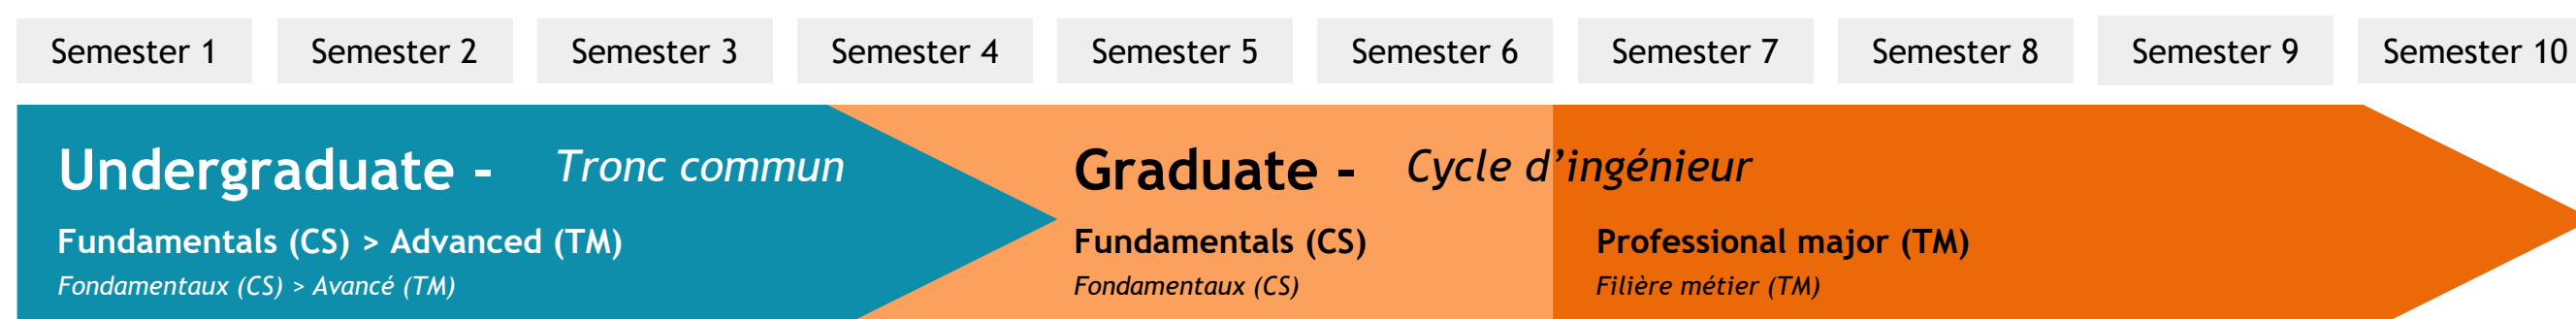 Semester 1 Semester 2 Semester 3 Semester 4 Semester 5 Semester 6 Semester 7 Semester 8 Semester 9 Semester 10
Undergraduate - Tronc commun
Fundamentals (CS) > Advanced (TM)
Fondamentaux (CS) > Avancé (TM)
Graduate - Cycle d’ingénieur
Fundamentals (CS)
Fondamentaux (CS)
Professional major (TM)
Filière métier (TM)